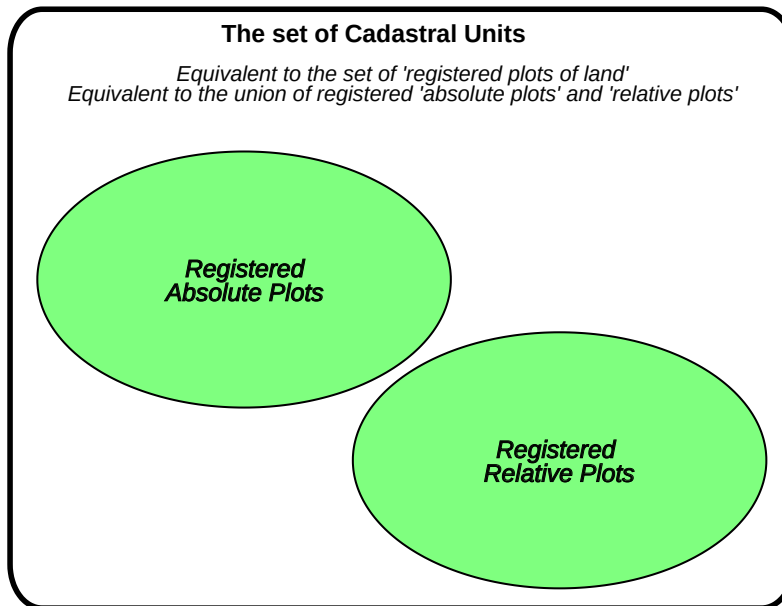 The set of Cadastral Units
Equivalent to the set of 'registered plots of land'
Equivalent to the union of registered 'absolute plots' and 'relative plots'
Registered
Absolute Plots
Registered
Relative Plots